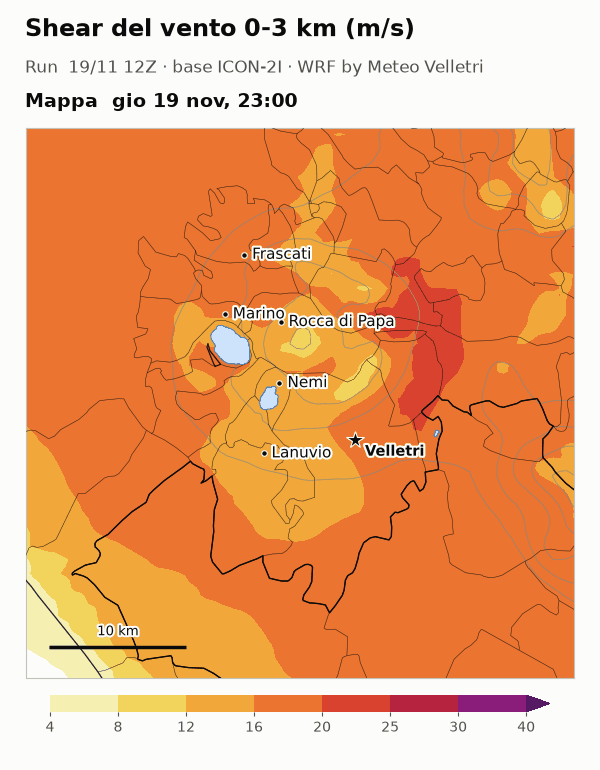 Shear del vento 0-3 km (m/s)
Run  19/11 12Z · base ICON-2I · WRF by Meteo Velletri
Mappa  gio 19 nov, 23:00
Frascati
Marino
Rocca di Papa
Nemi
Velletri
Lanuvio
10 km
4 8 12 16 20 25 30 40